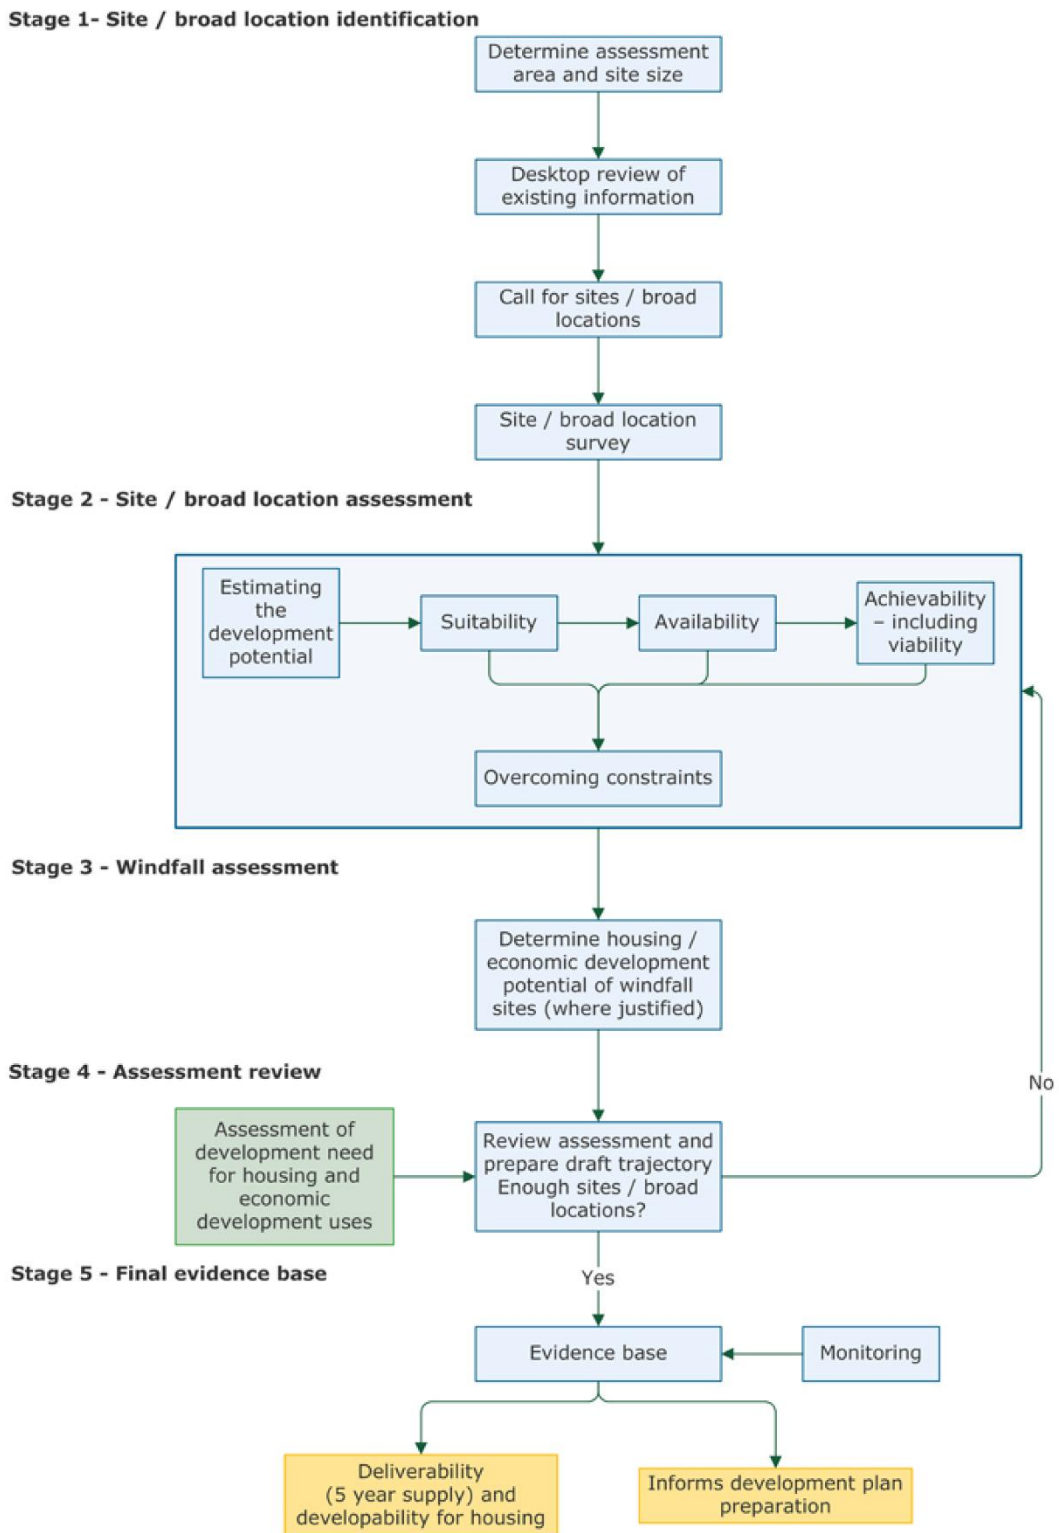 Stage 1- Site / broad location identification
Determine assessment
area and site size
Desktop review of
existing information
Call for sites / broad
locations
Site / broad location
survey
Stage 2 - Site / broad location assessment
Estimating
the
development
potential
Suitability
Availability
Achievability
– including
viability
Overcoming constraints
Stage 3 - Windfall assessment
Determine housing /
economic development
potential of windfall
sites (where justified)
Stage 4 - Assessment review
No
Assessment of
development need
for housing and
economic
development uses
Review assessment and
prepare draft trajectory
Enough sites / broad
locations?
Stage 5 - Final evidence base
Yes
Evidence base
Monitoring
Deliverability
(5 year supply) and
developability for housing
Informs development plan
preparation